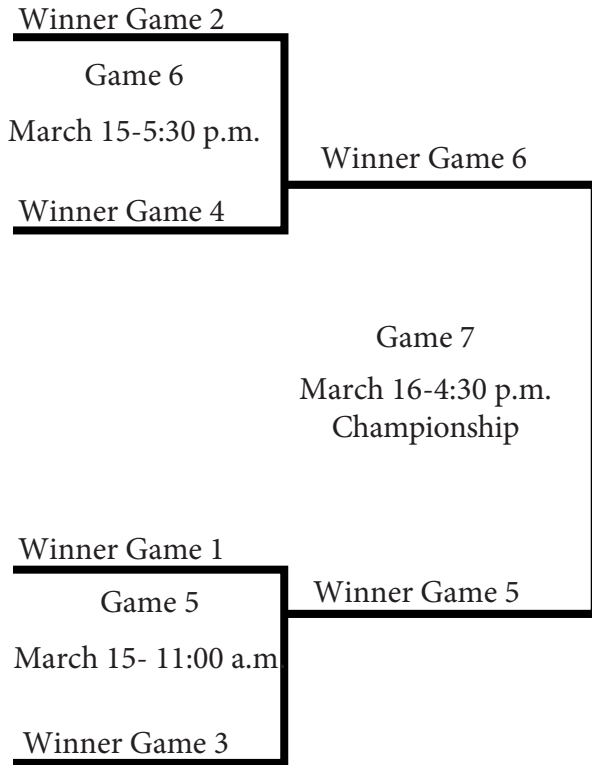 Winner Game 2
Game 6
March 15-5:30 p.m.
Winner Game 4
Winner Game 6
Game 7
March 16-4:30 p.m.
Championship
Winner Game 1
Game 5
March 15- 11:00 a.m.
Winner Game 3
Winner Game 5